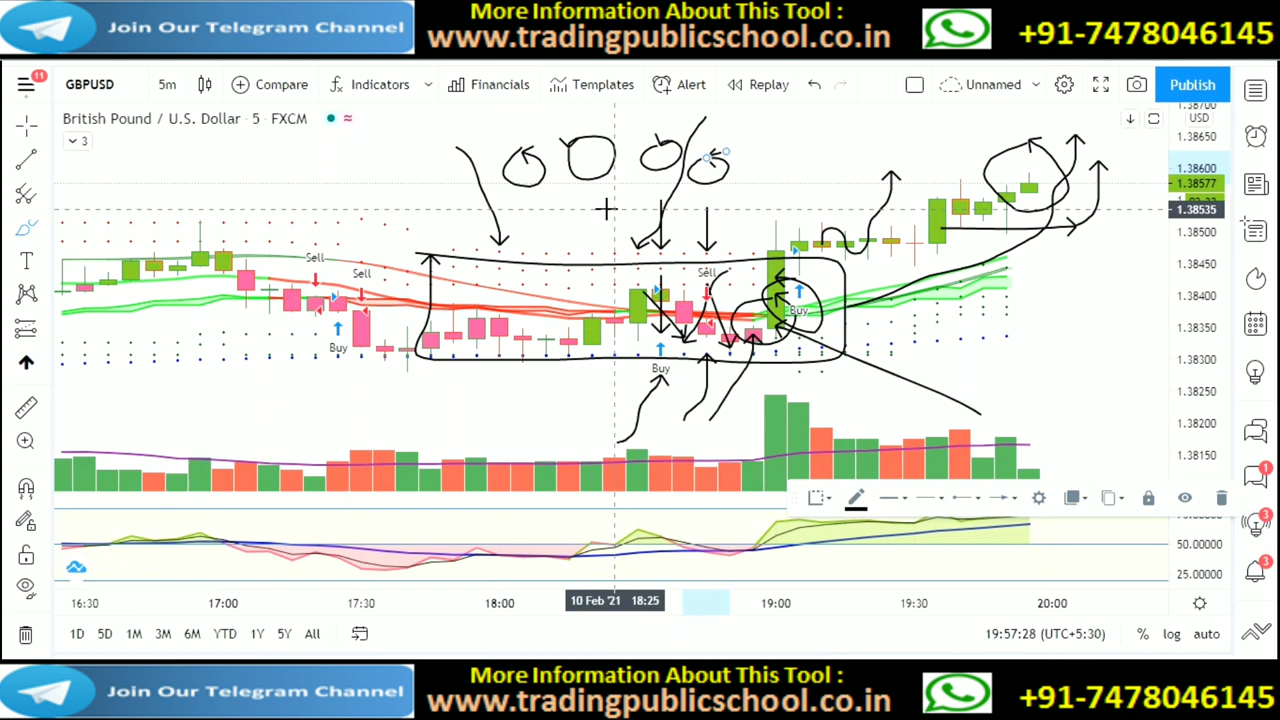 Join Our Telegram Channel
More Information About This Tool :
www.tradingpublicschool.co.in
+91-7478046145
11
GBPUSD 5m Compare Indicators Financials Templates Alert Replay Unnamed Publish
British Pound / U.S. Dollar · 5 · FXCM
3
USD
1.38700
1.38650
1.38600
1.38577
1.38535
1.38500
1.38450
1.38400
1.38350
1.38300
1.38250
1.38200
1.38150
Sell
Sell
Sell
Buy
Buy
Buy
50.00000
25.00000
1
3
3
16:30 17:00 17:30 18:00 10 Feb '21 18:25 19:00 19:30 20:00
1D 5D 1M 3M 6M YTD 1Y 5Y All 19:57:28 (UTC+5:30) % log auto
Join Our Telegram Channel
More Information About This Tool :
www.tradingpublicschool.co.in
+91-7478046145